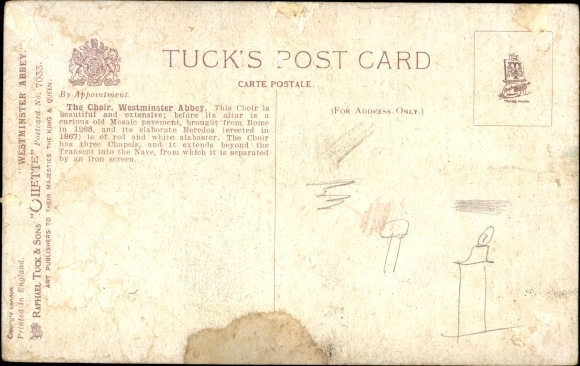 TUCK'S POST CARD
CARTE POSTALE.
(FOR ADDRESS ONLY.)
By Appointment.
The Choir, Westminster Abbey. This Choir is
beautiful and extensive; before its altar is a
curious old Mosaic pavement, brought from Rome
in 1268, and its elaborate Reredos (erected in
1867) is of red and white alabaster. The Choir
has three Chapels, and it extends beyond the
Transept into the Nave, from which it is separated
by an iron screen.
"WESTMINSTER ABBEY"
RAPHAEL TUCK & SONS' "OILETTE" Postcard No. 7055.
ART PUBLISHERS TO THEIR MAJESTIES THE KING & QUEEN.
Copyright London
Printed in England.
TRADE MARK